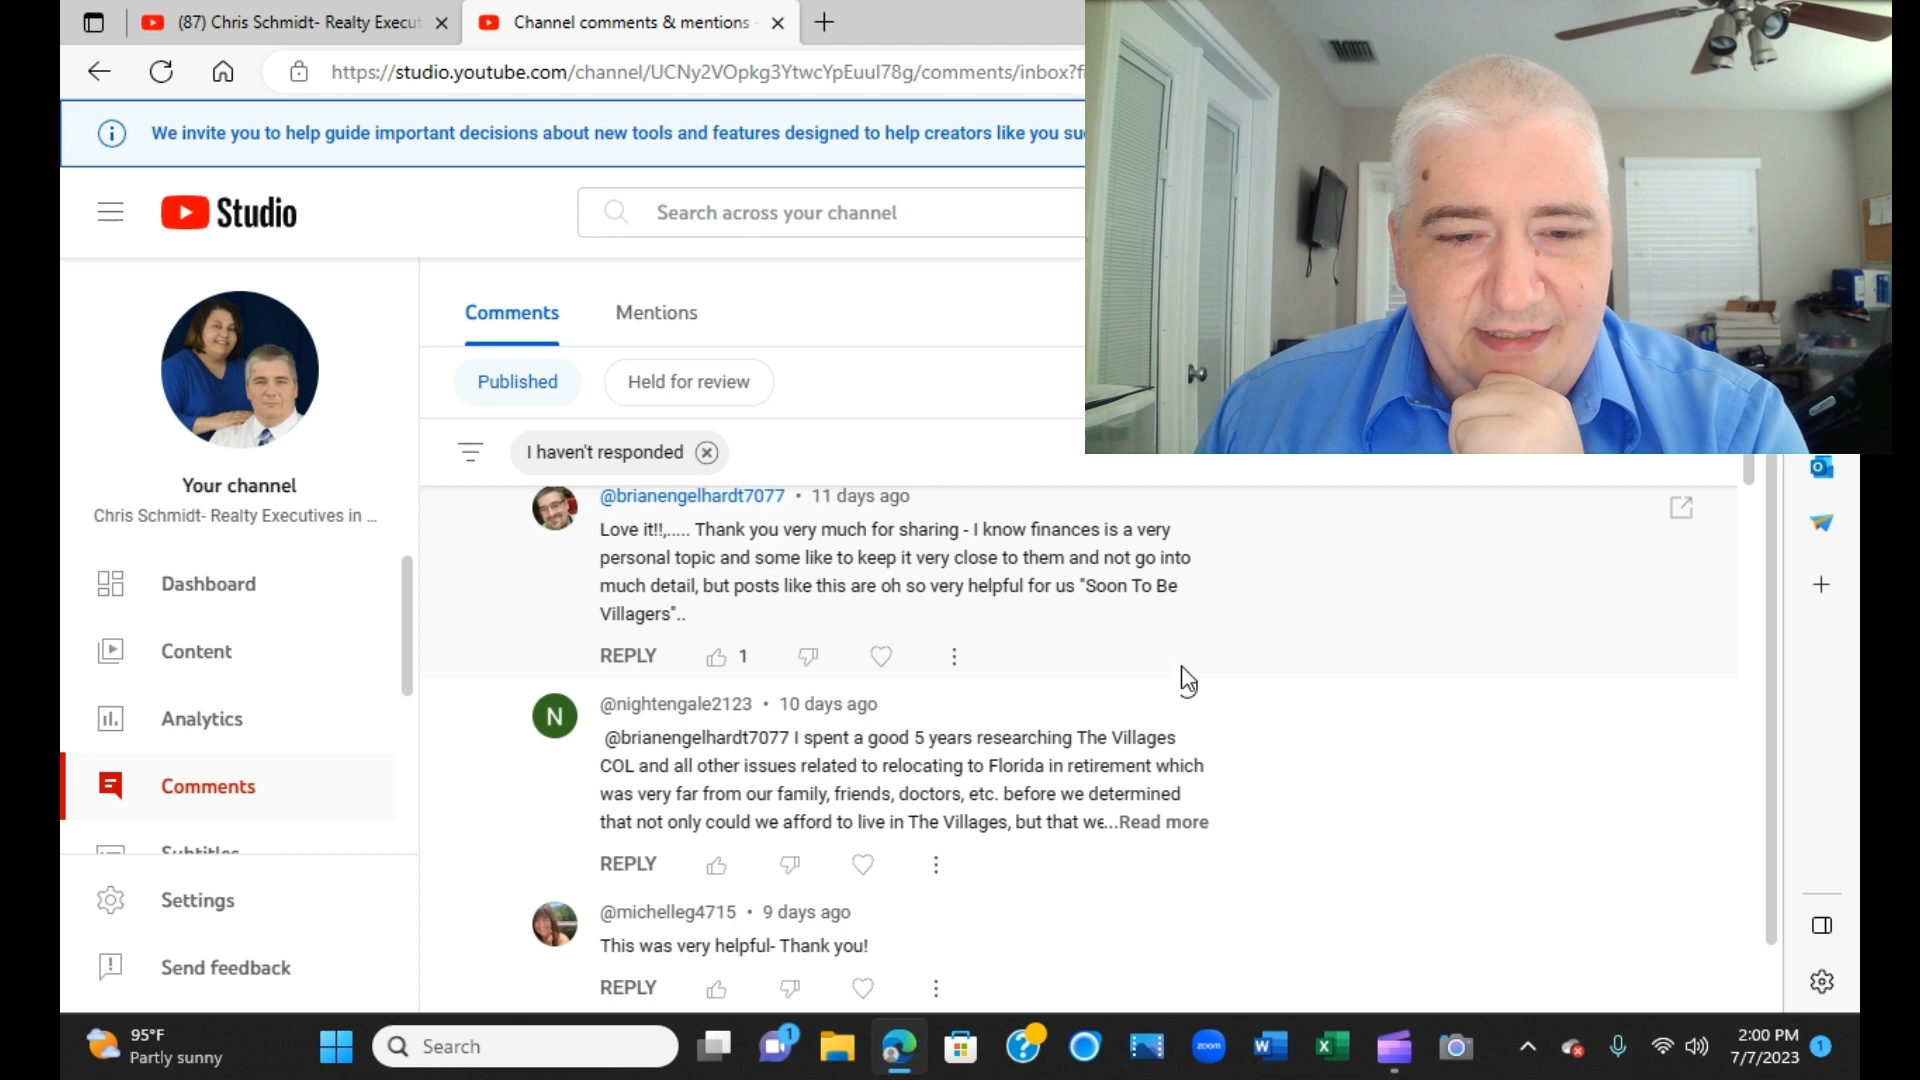 (87) Chris Schmidt- Realty Execut
Channel comments & mentions
https://studio.youtube.com/channel/UCNy2VOpkg3YtwcYpEuuI78g/comments/inbox?fi
We invite you to help guide important decisions about new tools and features designed to help creators like you su
Studio
Search across your channel
Comments
Mentions
Published
Held for review
I haven't responded
Your channel
Chris Schmidt- Realty Executives in ...
Dashboard
Content
Analytics
Comments
Subtitles
Settings
Send feedback
@brianengelhardt7077 • 11 days ago
Love it!!,..... Thank you very much for sharing - I know finances is a very
personal topic and some like to keep it very close to them and not go into
much detail, but posts like this are oh so very helpful for us "Soon To Be
Villagers"..
REPLY 1
N
@nightengale2123 • 10 days ago
@brianengelhardt7077 I spent a good 5 years researching The Villages
COL and all other issues related to relocating to Florida in retirement which
was very far from our family, friends, doctors, etc. before we determined
that not only could we afford to live in The Villages, but that we...Read more
REPLY
@michelleg4715 • 9 days ago
This was very helpful- Thank you!
REPLY
95°F
Partly sunny
Search
1
zoom
W
X
2:00 PM
7/7/2023
1